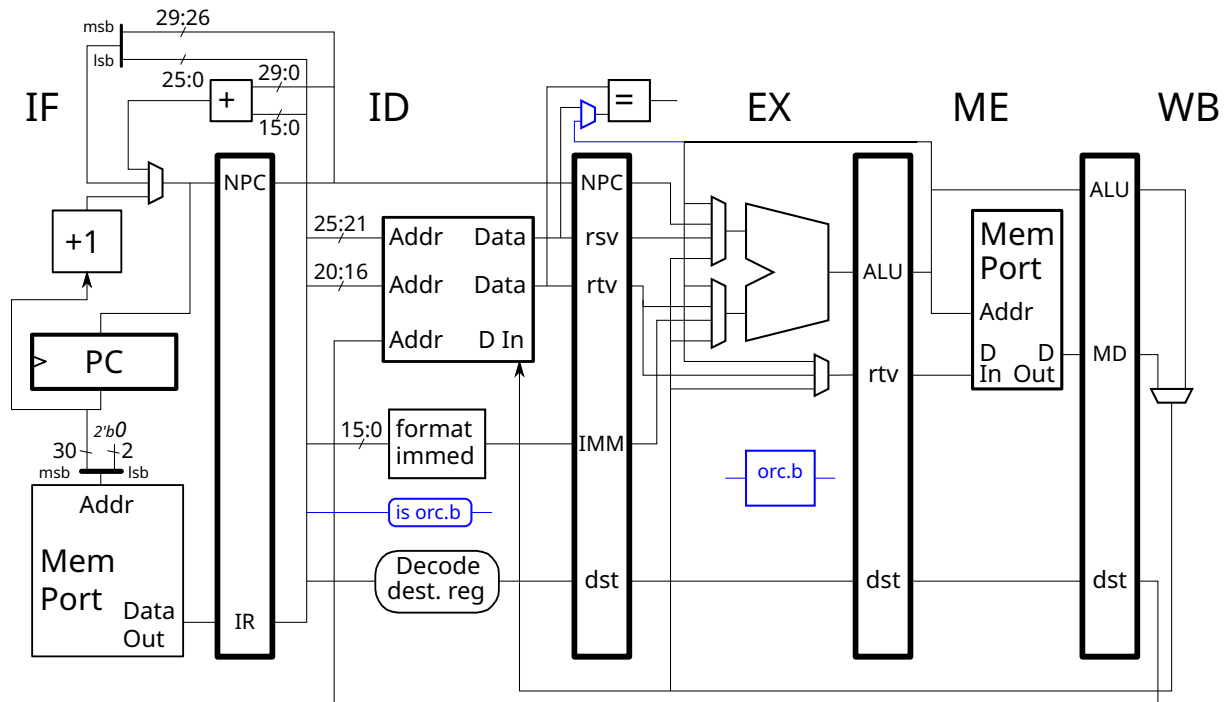 29:26
msb
lsb
25:0
29:0
+
15:0
=
IF
ID
EX
ME
WB
NPC
NPC
ALU
+1
25:21
Addr
Data
rsv
20:16
Addr
Data
rtv
ALU
Mem
Port
Addr
Addr
D In
PC
D
D
In
Out
MD
rtv
2'b0
30
2
msb
lsb
15:0
format
immed
IMM
orc.b
Addr
is orc.b
Mem
Port
Decode
dest. reg
dst
dst
dst
Data
Out
IR